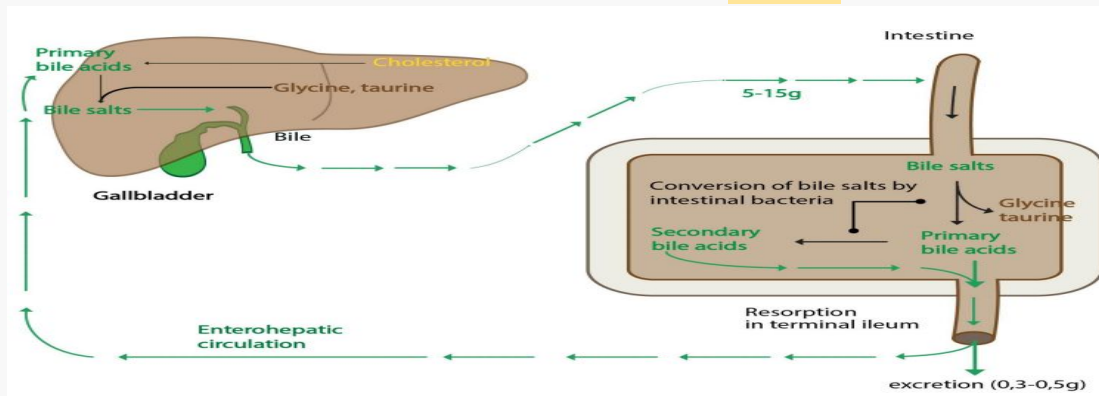 Intestine
Primary
bile acids
Cholesterol
Glycine, taurine
Bile salts
5-15g
Bile
Gallbladder
Bile salts
Conversion of bile salts by
intestinal bacteria
Glycine
taurine
Secondary
bile acids
Primary
bile acids
Resorption
in terminal ileum
Enterohepatic
circulation
excretion (0,3-0,5g)